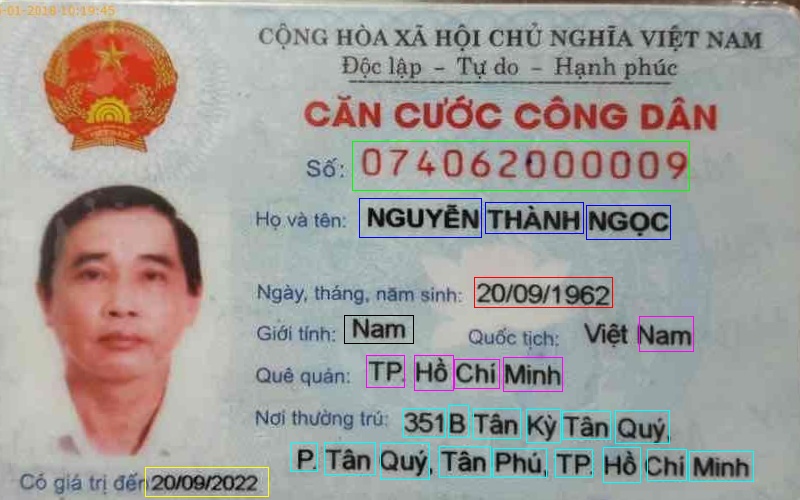 -01-2018 10:19:45
CỘNG HÒA XÃ HỘI CHỦ NGHĨA VIỆT NAM
Độc lập - Tự do - Hạnh phúc
CĂN CƯỚC CÔNG DÂN
Số: 074062000009
Họ và tên: NGUYỄN THÀNH NGỌC
Ngày, tháng, năm sinh: 20/09/1962
Giới tính: Nam Quốc tịch: Việt Nam
Quê quán: TP. Hồ Chí Minh
Nơi thường trú: 351B Tân Kỳ Tân Quý,
P. Tân Quý, Tân Phú, TP. Hồ Chí Minh
Có giá trị đến 20/09/2022